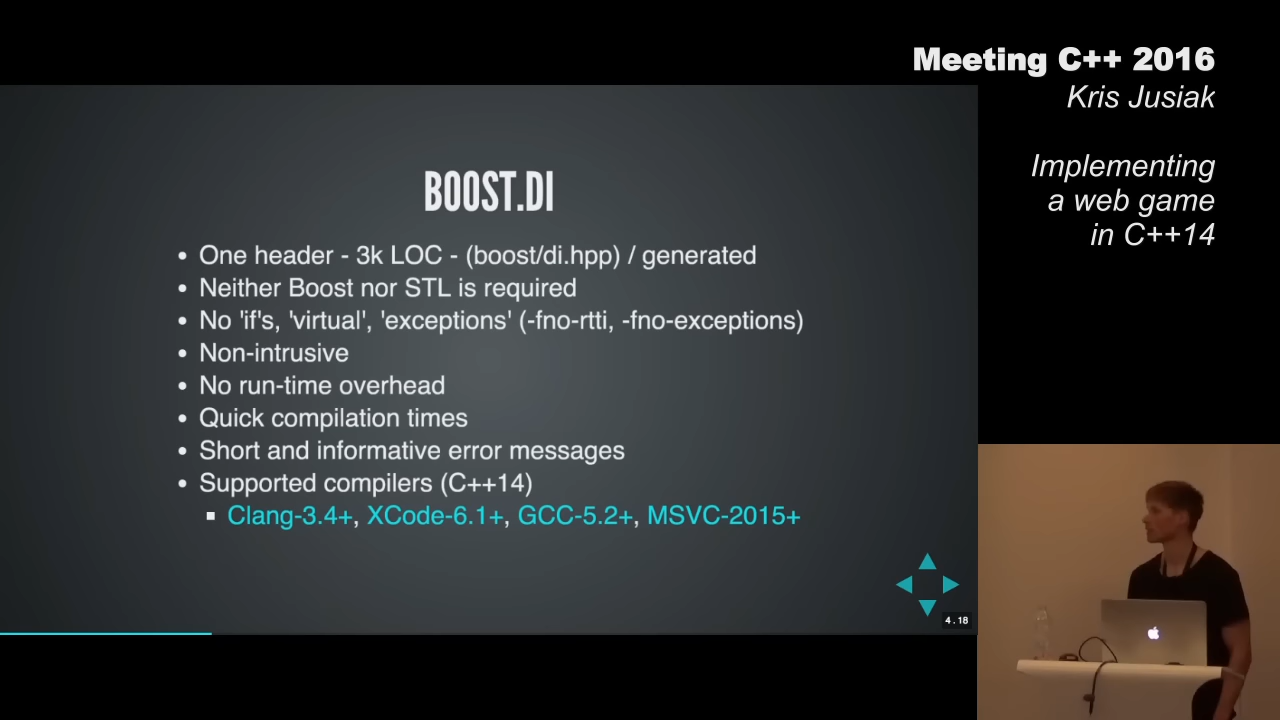 Meeting C++ 2016
Kris Jusiak
Implementing
a web game
in C++14
BOOST.DI
• One header - 3k LOC - (boost/di.hpp) / generated
• Neither Boost nor STL is required
• No 'if's, 'virtual', 'exceptions' (-fno-rtti, -fno-exceptions)
• Non-intrusive
• No run-time overhead
• Quick compilation times
• Short and informative error messages
• Supported compilers (C++14)
▪ Clang-3.4+, XCode-6.1+, GCC-5.2+, MSVC-2015+
4.18